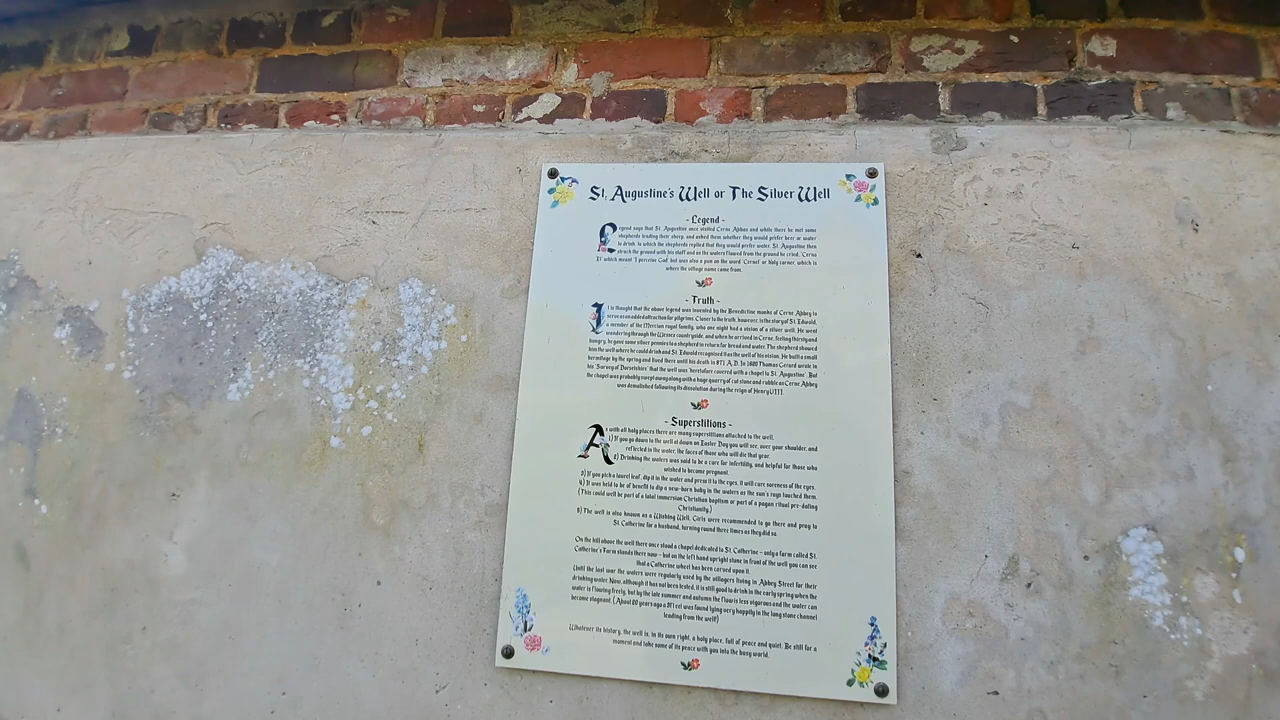 St. Augustine's Well or The Silver Well
- Legend -
Legend says that St. Augustine once visited Cerne Abbas and while there he met some
shepherds tending their sheep, and asked them whether they would prefer beer or water
to drink, to which the shepherds replied that they would prefer water. St. Augustine then
struck the ground with his staff and as the waters flowed from the ground he cried, 'Cerno
El' which meant 'I perceive God' but was also a pun on the word 'Cernel' or holy corner, which is
where the village name came from.
- Truth -
It is thought that the above legend was invented by the Benedictine monks of Cerne Abbey to
serve as an added attraction for pilgrims. Closer to the truth, however, is the story of St. Edwold,
a member of the Mercian royal family, who one night had a vision of a silver well. He went
wandering through the Wessex countryside, and when he arrived in Cerne, feeling thirsty and
hungry, he gave some silver pennies to a shepherd in return for bread and water. The shepherd showed
him the well where he could drink and St. Edwold recognised it as the well of his vision. He built a small
hermitage by the spring and lived there until his death in 871 A.D. In 1620 Thomas Gerard wrote in
his 'Survey of Dorsetshire' that the well was 'heretofore covered with a chapel to St. Augustine'. But
the chapel was probably swept away along with a huge quarry of cut stone and rubble as Cerne Abbey
was demolished following its dissolution during the reign of Henry VIII.
- Superstitions -
As with all holy places there are many superstitions attached to the well.
1) If you go down to the well at dawn on Easter Day you will see, over your shoulder, and
reflected in the water, the faces of those who will die that year.
2) Drinking the waters was said to be a cure for infertility, and helpful for those who
wished to become pregnant.
3) If you pick a laurel leaf, dip it in the water and press it to the eyes, it will cure soreness of the eyes.
4) It was held to be of benefit to dip a new-born baby in the waters as the sun's rays touched them.
(This could well be part of a total immersion Christian baptism or part of a pagan ritual pre-dating
Christianity.)
5) The well is also known as a Wishing Well. Girls were recommended to go there and pray to
St. Catherine for a husband, turning round three times as they did so.
On the hill above the well there once stood a chapel dedicated to St. Catherine - only a farm called St.
Catherine's Farm stands there now - but on the left hand upright stone in front of the well you can see
that a Catherine wheel has been carved upon it.
Until the last war the waters were regularly used by the villagers living in Abbey Street for their
drinking water. Now, although it has not been tested, it is still good to drink in the early spring when the
water is flowing freely, but by the late summer and autumn the flow is less vigorous and the water can
become stagnant. (About 20 years ago a 3ft eel was found lying very happily in the long stone channel
leading from the well!)
Whatever its history, the well is, in its own right, a holy place, full of peace and quiet. Be still for a
moment and take some of its peace with you into the busy world.